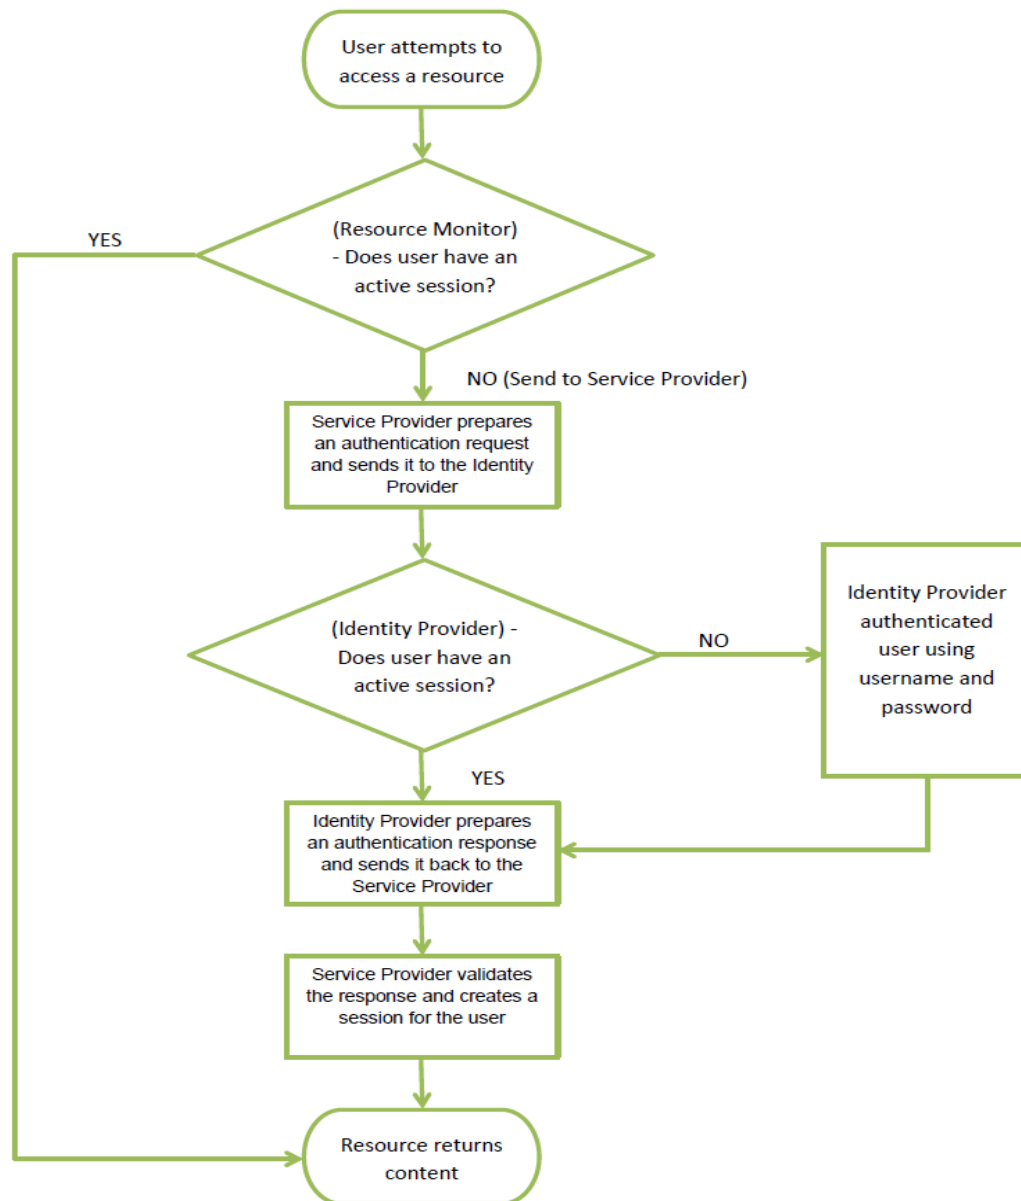 User attempts to
access a resource
(Resource Monitor)
- Does user have an
active session?
YES
NO (Send to Service Provider)
Service Provider prepares
an authentication request
and sends it to the Identity
Provider
(Identity Provider) -
Does user have an
active session?
NO
Identity Provider
authenticated
user using
username and
password
YES
Identity Provider prepares
an authentication response
and sends it back to the
Service Provider
Service Provider validates
the response and creates a
session for the user
Resource returns
content